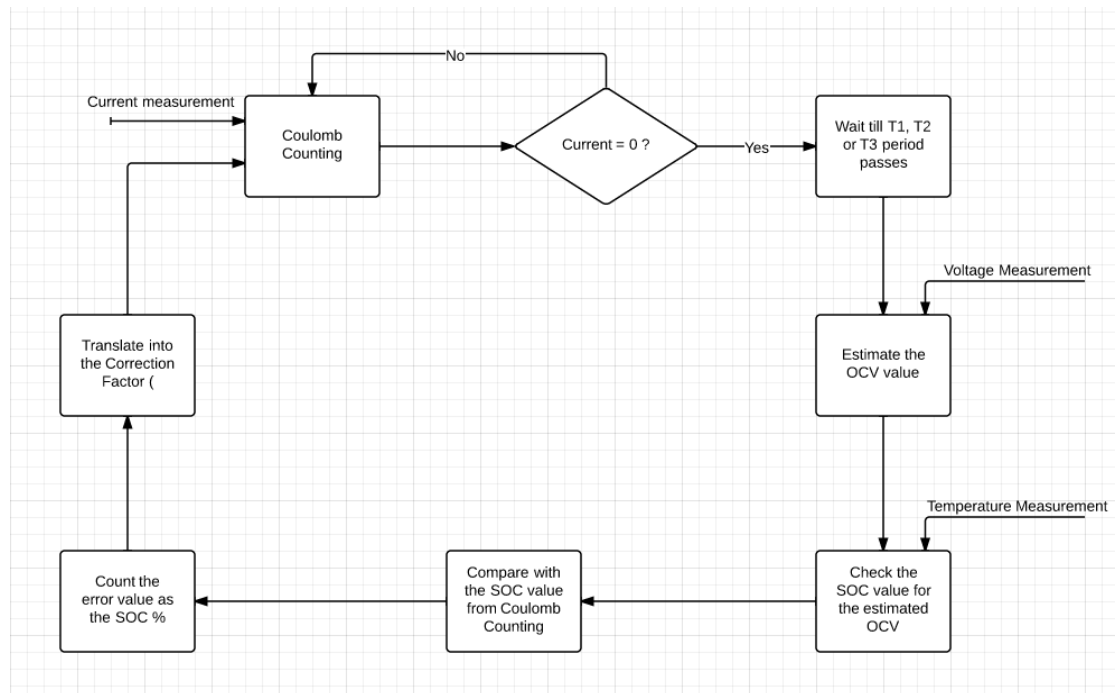 No
Current measurement
Coulomb
Counting
Current = 0 ?
Yes
Wait till T1, T2
or T3 period
passes
Voltage Measurement
Estimate the
OCV value
Temperature Measurement
Check the
SOC value for
the estimated
OCV
Compare with
the SOC value
from Coulomb
Counting
Count the
error value as
the SOC %
Translate into
the Correction
Factor (